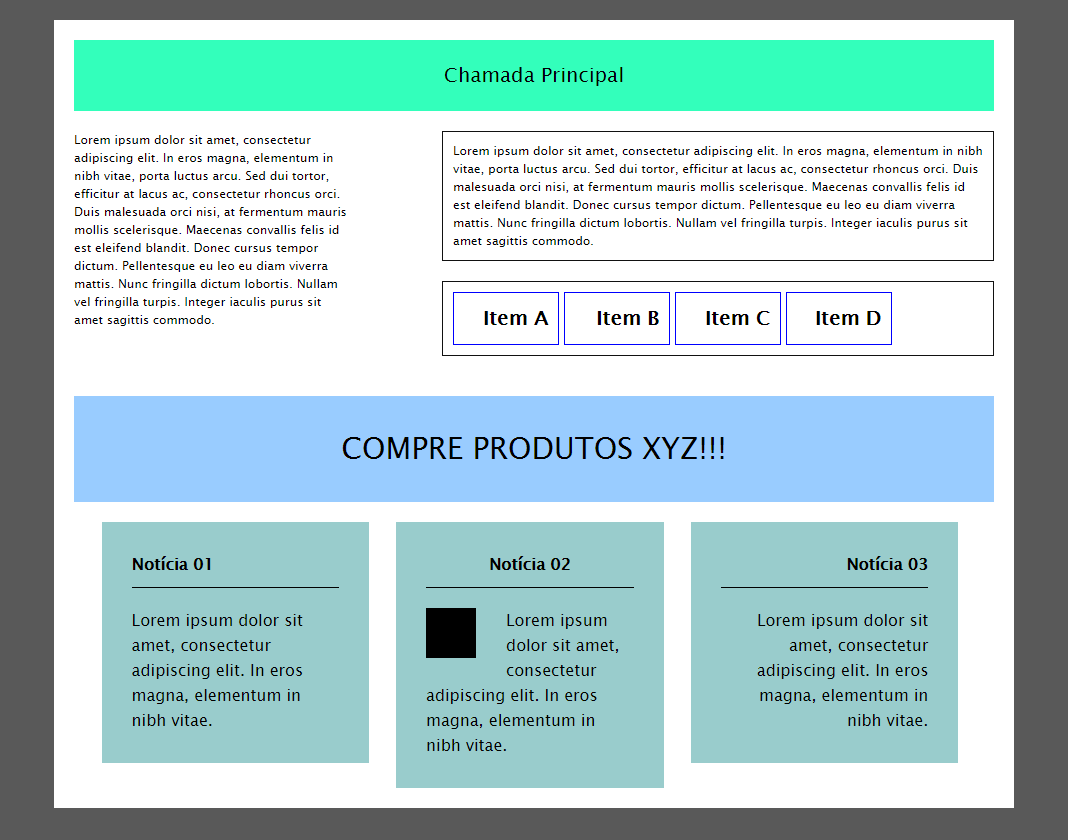 Chamada Principal
Lorem ipsum dolor sit amet, consectetur
adipiscing elit. In eros magna, elementum in
nibh vitae, porta luctus arcu. Sed dui tortor,
efficitur at lacus ac, consectetur rhoncus orci.
Duis malesuada orci nisi, at fermentum mauris
mollis scelerisque. Maecenas convallis felis id
est eleifend blandit. Donec cursus tempor
dictum. Pellentesque eu leo eu diam viverra
mattis. Nunc fringilla dictum lobortis. Nullam
vel fringilla turpis. Integer iaculis purus sit
amet sagittis commodo.
Lorem ipsum dolor sit amet, consectetur adipiscing elit. In eros magna, elementum in nibh
vitae, porta luctus arcu. Sed dui tortor, efficitur at lacus ac, consectetur rhoncus orci. Duis
malesuada orci nisi, at fermentum mauris mollis scelerisque. Maecenas convallis felis id
est eleifend blandit. Donec cursus tempor dictum. Pellentesque eu leo eu diam viverra
mattis. Nunc fringilla dictum lobortis. Nullam vel fringilla turpis. Integer iaculis purus sit
amet sagittis commodo.
Item A Item B Item C Item D
COMPRE PRODUTOS XYZ!!!
Notícia 01
Lorem ipsum dolor sit
amet, consectetur
adipiscing elit. In eros
magna, elementum in
nibh vitae.
Notícia 02
Lorem ipsum
dolor sit amet,
consectetur
adipiscing elit. In eros
magna, elementum in
nibh vitae.
Notícia 03
Lorem ipsum dolor sit
amet, consectetur
adipiscing elit. In eros
magna, elementum in
nibh vitae.